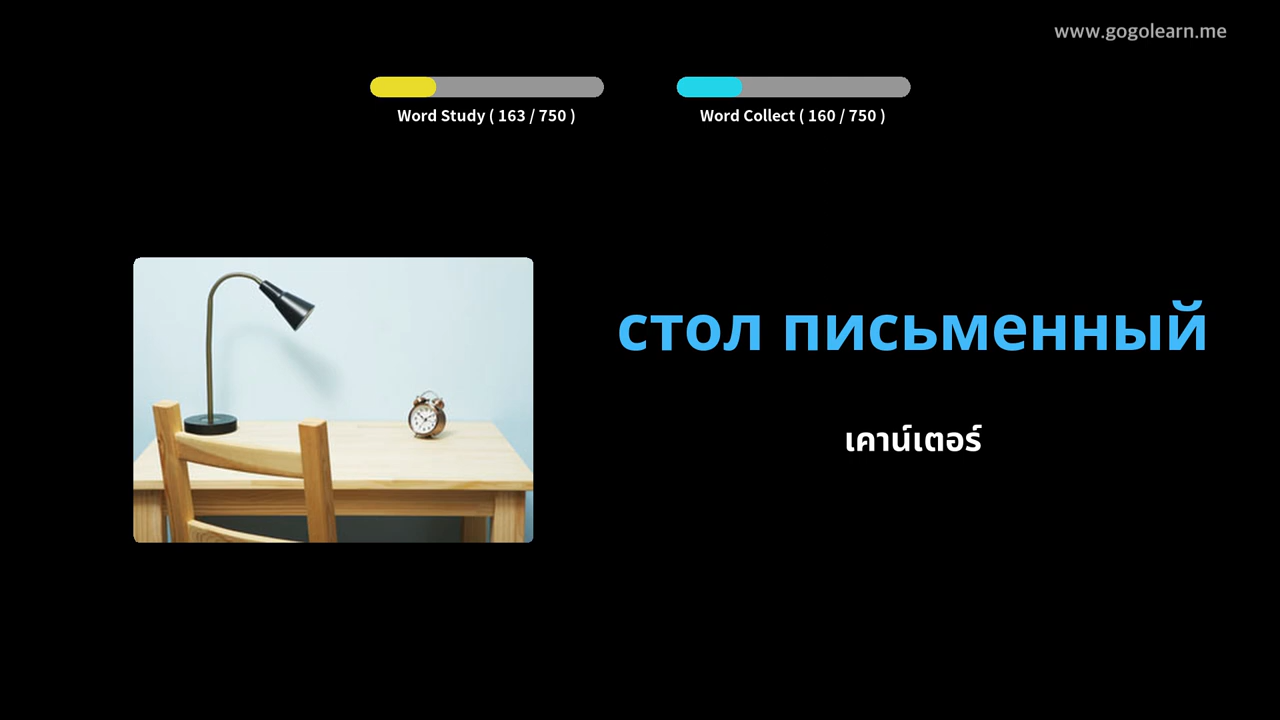 www.gogolearn.me
Word Study ( 163 / 750 )
Word Collect ( 160 / 750 )
стол письменный
เคาน์เตอร์